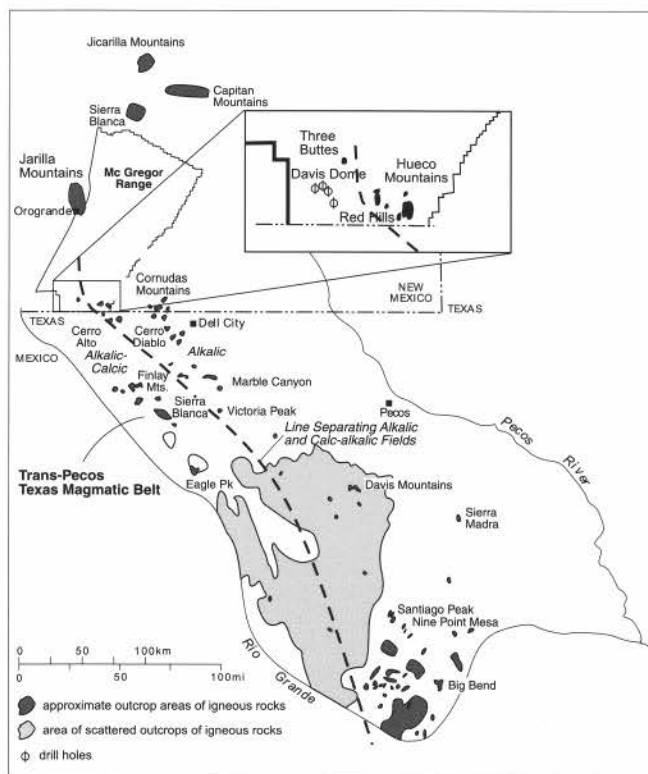 Jicarilla Mountains
Capitan
Mountains
Sierra
Blanca
Jarilla
Mountains
Mc Gregor
Range
Orogrande
Three
Buttes
Davis Dome
Hueco
Mountains
Red Hills
Cornudas
Mountains
NEW
MEXICO
TEXAS
TEXAS
MEXICO
Cerro
Alto
Cerro
Diablo
Dell City
Alkalic-
Calcic
Alkalic
Finlay
Mts.
Marble Canyon
Sierra
Blanca
Victoria Peak
Pecos
Pecos
River
Line Separating Alkalic
and Calc-alkalic Fields
Trans-Pecos
Texas Magmatic Belt
Eagle Pk
Davis Mountains
Sierra
Madra
Santiago Peak
Nine Point Mesa
Big Bend
Rio
Grande
50 0 50 100km
50 0 50 100mi
approximate outcrop areas of igneous rocks
area of scattered outcrops of igneous rocks
drill holes